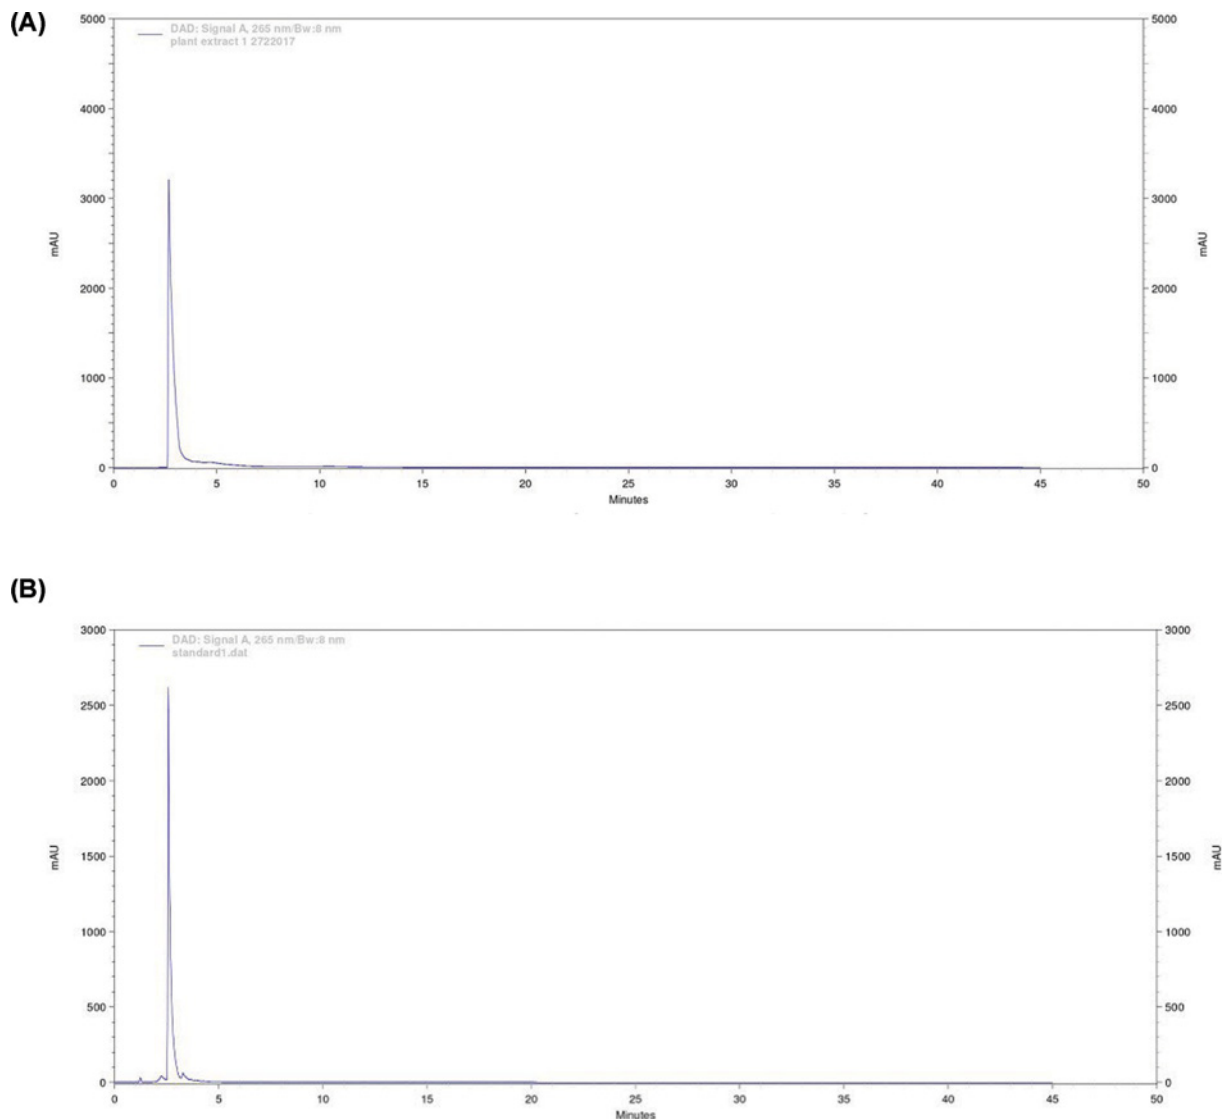 (A)
DAD: Signal A, 265 nm/Bw:8 nm
plant extract 1 2722017
5000 5000
4000 4000
3000 3000
mAU mAU
2000 2000
1000 1000
0 0
0 5 10 15 20 25 30 35 40 45 50
Minutes
(B)
DAD: Signal A, 265 nm/Bw:8 nm
standard1.dat
3000 3000
2500 2500
2000 2000
1500 1500
mAU mAU
1000 1000
500 500
0 0
0 5 10 15 20 25 30 35 40 45 50
Minutes